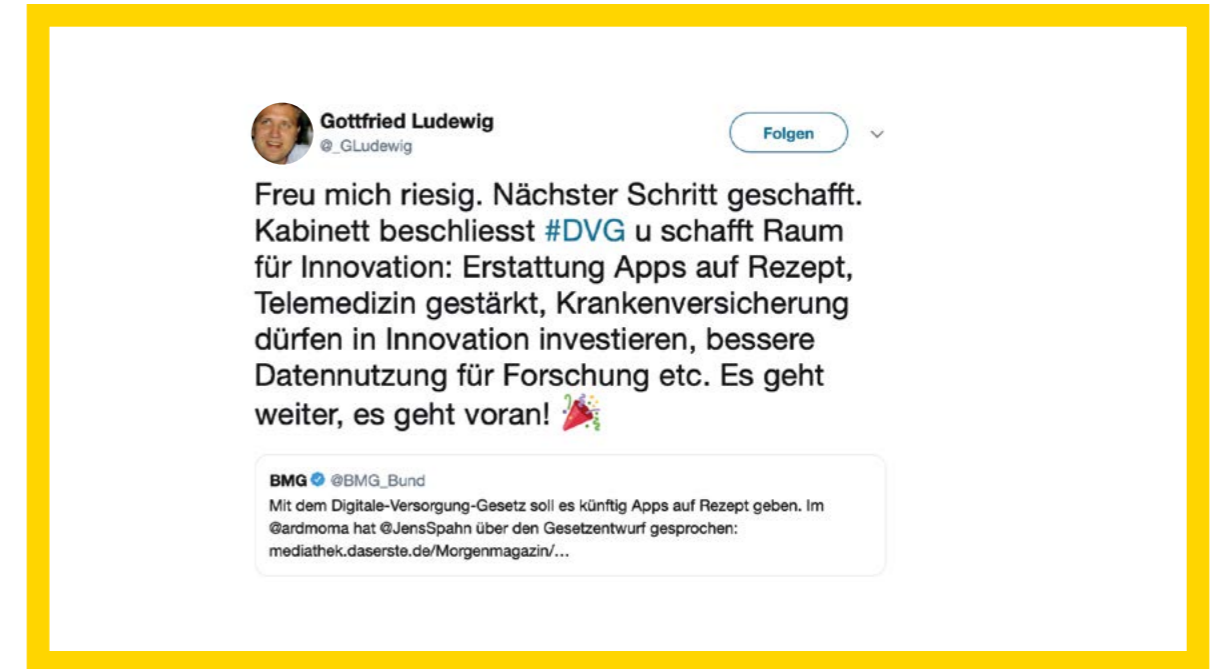 Gottfried Ludewig
@_GLudewig
Folgen
Freu mich riesig. Nächster Schritt geschafft.
Kabinett beschliesst #DVG u schafft Raum
für Innovation: Erstattung Apps auf Rezept,
Telemedizin gestärkt, Krankenversicherung
dürfen in Innovation investieren, bessere
Datennutzung für Forschung etc. Es geht
weiter, es geht voran! 🎉
BMG @BMG_Bund
Mit dem Digitale-Versorgung-Gesetz soll es künftig Apps auf Rezept geben. Im
@ardmoma hat @JensSpahn über den Gesetzentwurf gesprochen:
mediathek.daserste.de/Morgenmagazin/…